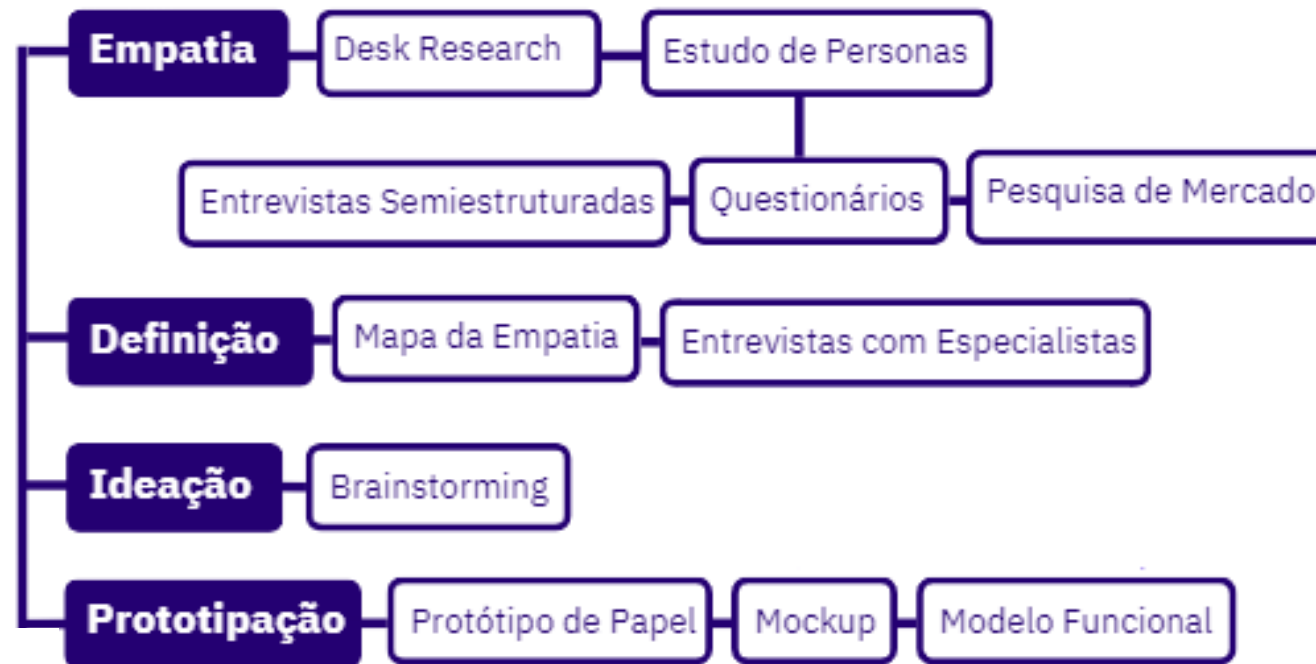 Empatia
Desk Research
Estudo de Personas
Entrevistas Semiestruturadas
Questionários
Pesquisa de Mercado
Definição
Mapa da Empatia
Entrevistas com Especialistas
Ideação
Brainstorming
Prototipação
Protótipo de Papel
Mockup
Modelo Funcional